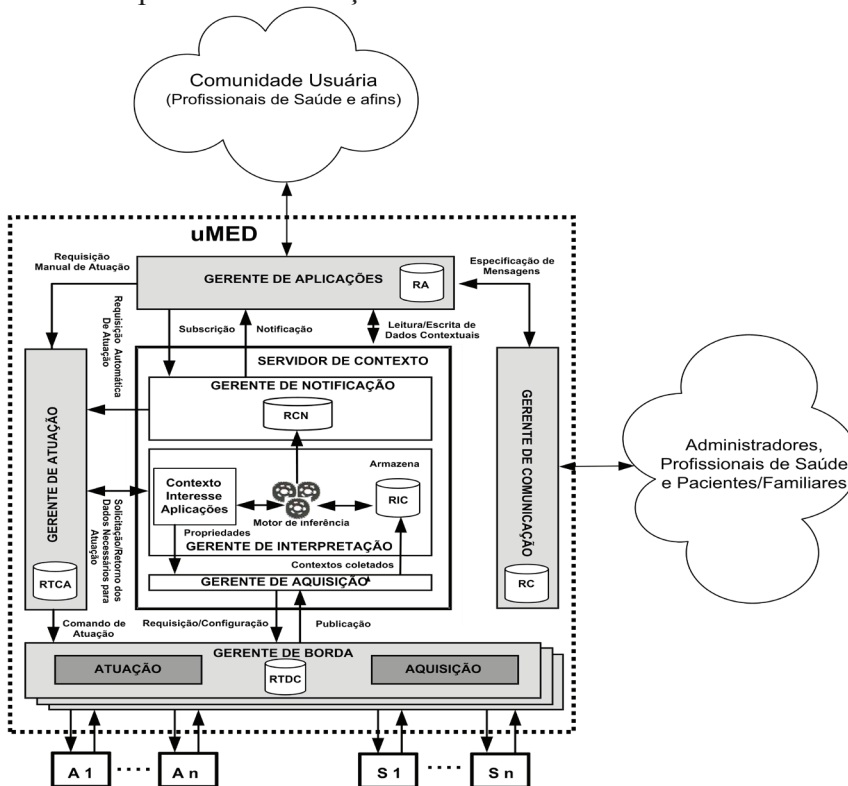 Comunidade Usuária
(Profissionais de Saúde e afins)
uMED
Requisição
Manual de Atuação
GERENTE DE APLICAÇÕES
RA
Especificação de
Mensagens
Requisição Automática
De Atuação
Subscrição
Notificação
Leitura/Escrita de
Dados Contextuais
SERVIDOR DE CONTEXTO
GERENTE DE NOTIFICAÇÃO
RCN
GERENTE DE ATUAÇÃO
RTCA
Solicitação/Retorno dos
Dados Necessários para
Atuação
Contexto
Interesse
Aplicações
Motor de inferência
Armazena
RIC
Propriedades
GERENTE DE INTERPRETAÇÃO
Contextos coletados
GERENTE DE AQUISIÇÃO
GERENTE DE COMUNICAÇÃO
RC
Administradores,
Profissionais de Saúde
e Pacientes/Familiares
Comando de
Atuação
Requisição/Configuração
Publicação
GERENTE DE BORDA
ATUAÇÃO
RTDC
AQUISIÇÃO
A 1
A n
S 1
S n